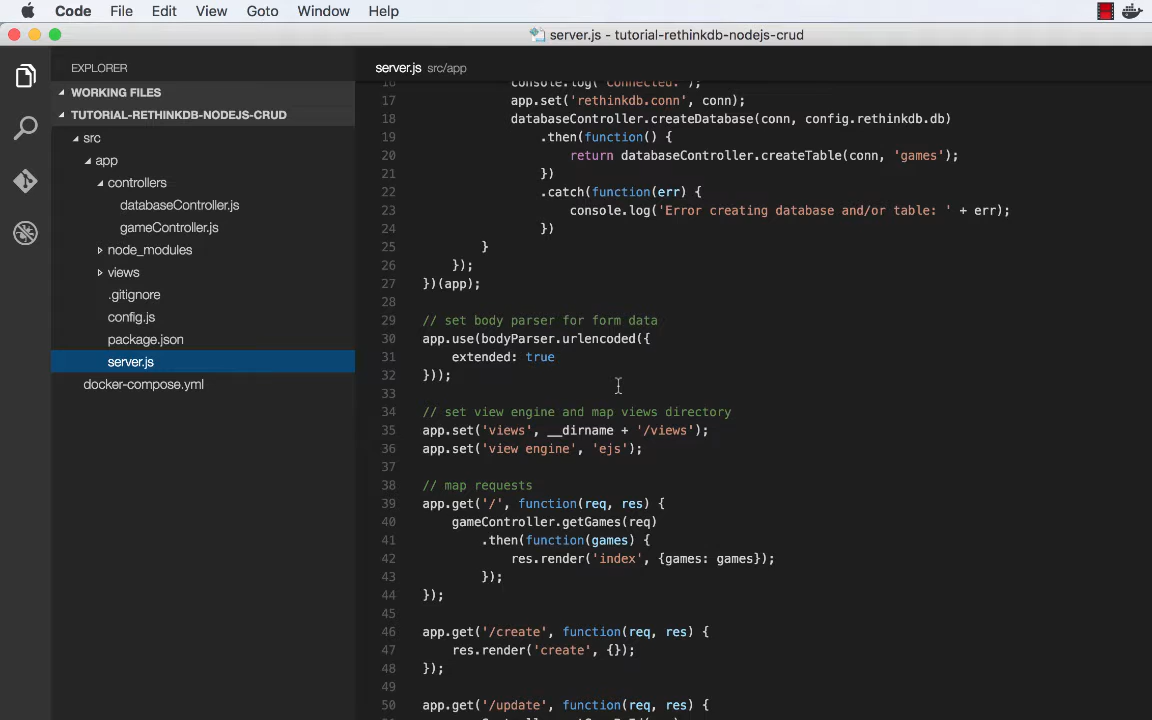 Code File Edit View Goto Window Help
server.js - tutorial-rethinkdb-nodejs-crud
EXPLORER
WORKING FILES
TUTORIAL-RETHINKDB-NODEJS-CRUD
src
app
controllers
databaseController.js
gameController.js
node_modules
views
.gitignore
config.js
package.json
server.js
docker-compose.yml
server.js src/app
16 console.log('Connected.');
17 app.set('rethinkdb.conn', conn);
18 databaseController.createDatabase(conn, config.rethinkdb.db)
19 .then(function() {
20 return databaseController.createTable(conn, 'games');
21 })
22 .catch(function(err) {
23 console.log('Error creating database and/or table: ' + err);
24 })
25 }
26 });
27 })(app);
28
29 // set body parser for form data
30 app.use(bodyParser.urlencoded({
31 extended: true
32 }));
33
34 // set view engine and map views directory
35 app.set('views', __dirname + '/views');
36 app.set('view engine', 'ejs');
37
38 // map requests
39 app.get('/', function(req, res) {
40 gameController.getGames(req)
41 .then(function(games) {
42 res.render('index', {games: games});
43 });
44 });
45
46 app.get('/create', function(req, res) {
47 res.render('create', {});
48 });
49
50 app.get('/update', function(req, res) {